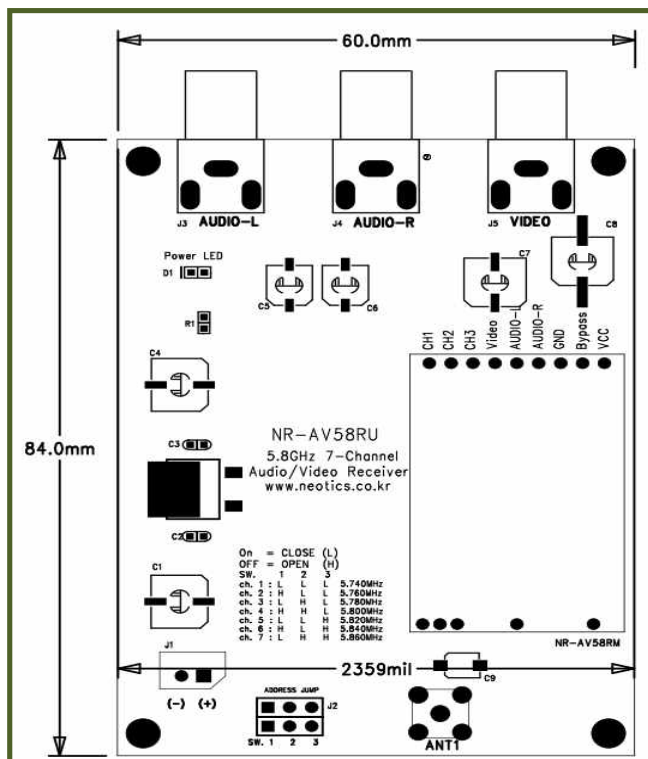 60.0mm
J3 AUDIO-L
J4 AUDIO-R
J5 VIDEO
C8
Power LED
D1
C7
C5
C6
R1
CH1
CH2
CH3
Video
AUDIO-L
AUDIO-R
GND
Bypass
VCC
C4
84.0mm
NR-AV58RU
C3
5.8GHz 7-Channel
Audio/Video Receiver
www.neotics.co.kr
C2
On = CLOSE (L)
OFF = OPEN (H)
SW. 1 2 3
ch. 1 : L L L 5.740MHz
ch. 2 : H L L 5.760MHz
ch. 3 : L H L 5.780MHz
ch. 4 : H H L 5.800MHz
ch. 5 : L L H 5.820MHz
ch. 6 : H L H 5.840MHz
ch. 7 : L H H 5.860MHz
C1
J1
NR-AV58RM
2359mil
C9
(-) (+)
ADDRESS JUMP
J2
SW. 1 2 3
ANT1